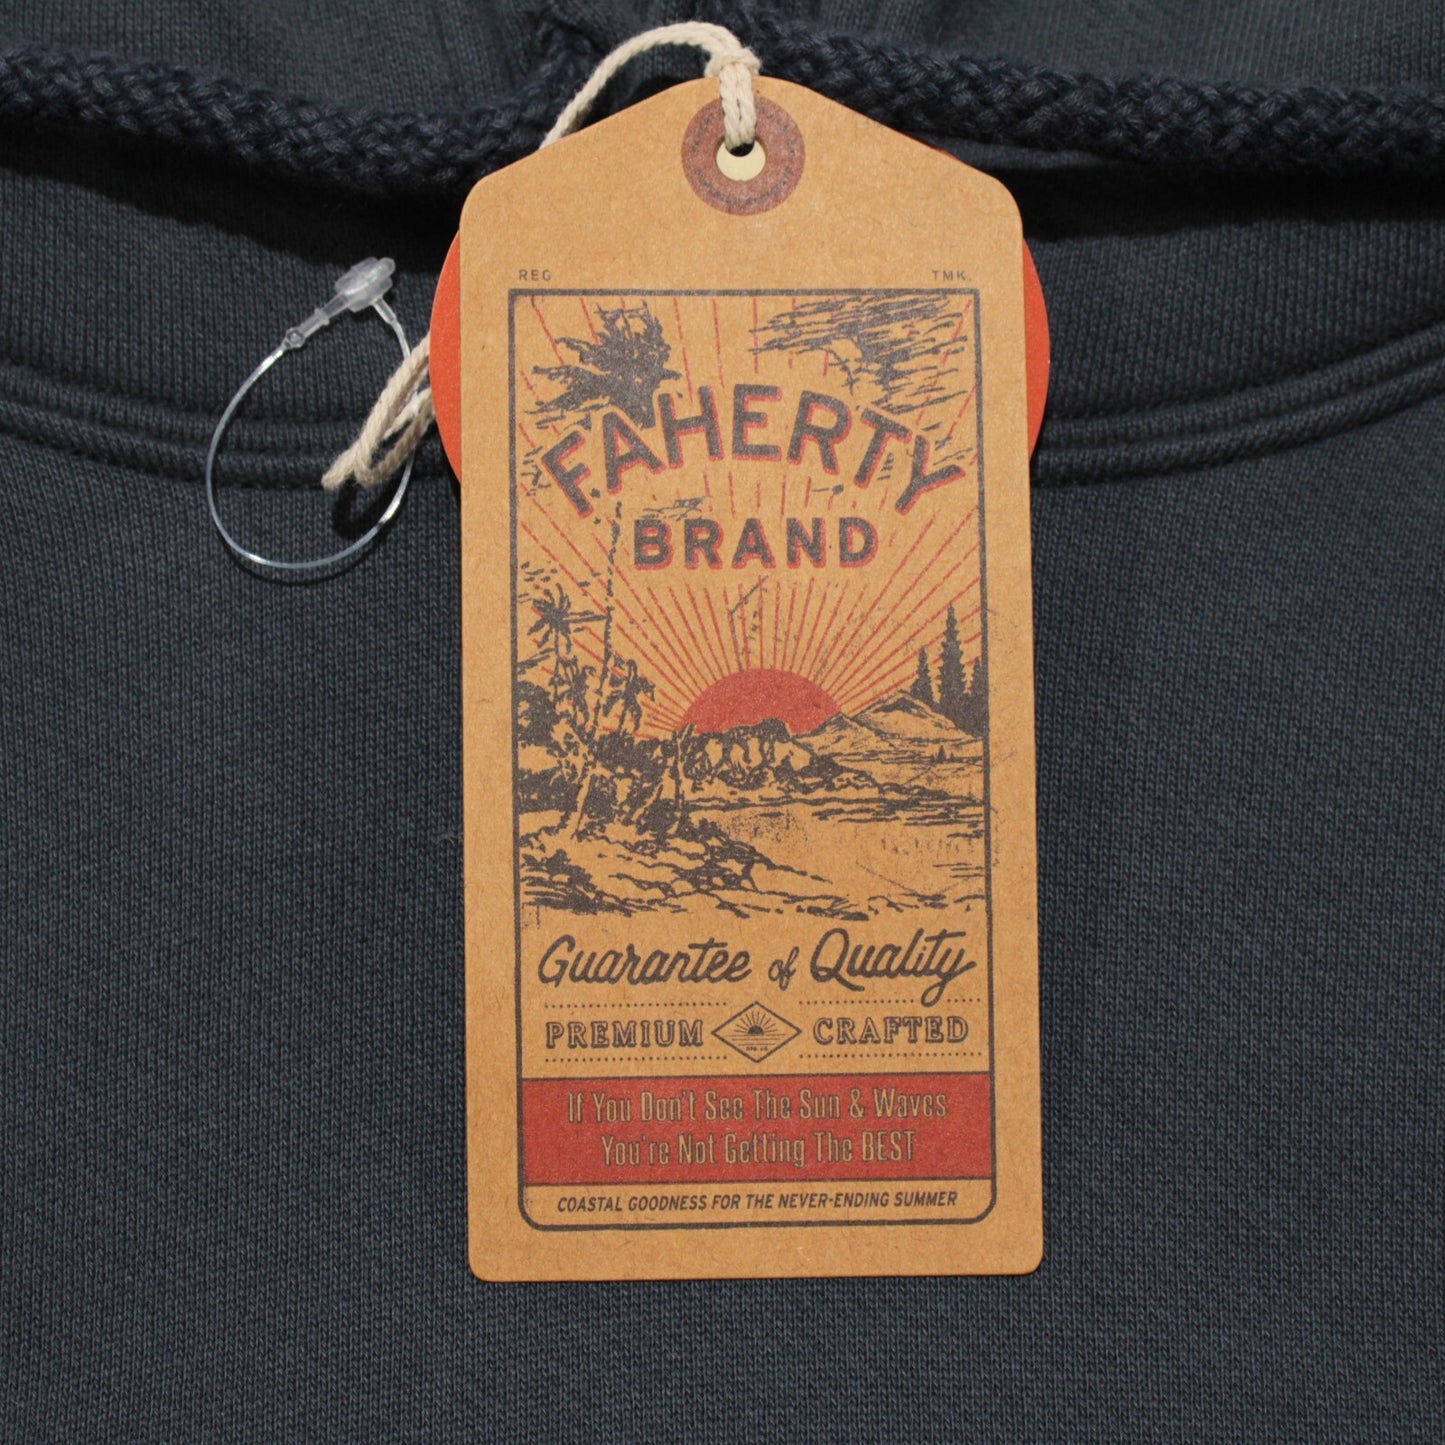 REG TMK.
FAHERTY
BRAND
Guarantee of Quality
PREMIUM CRAFTED
If You Don't See The Sun & Waves
You're Not Getting The BEST
COASTAL GOODNESS FOR THE NEVER-ENDING SUMMER